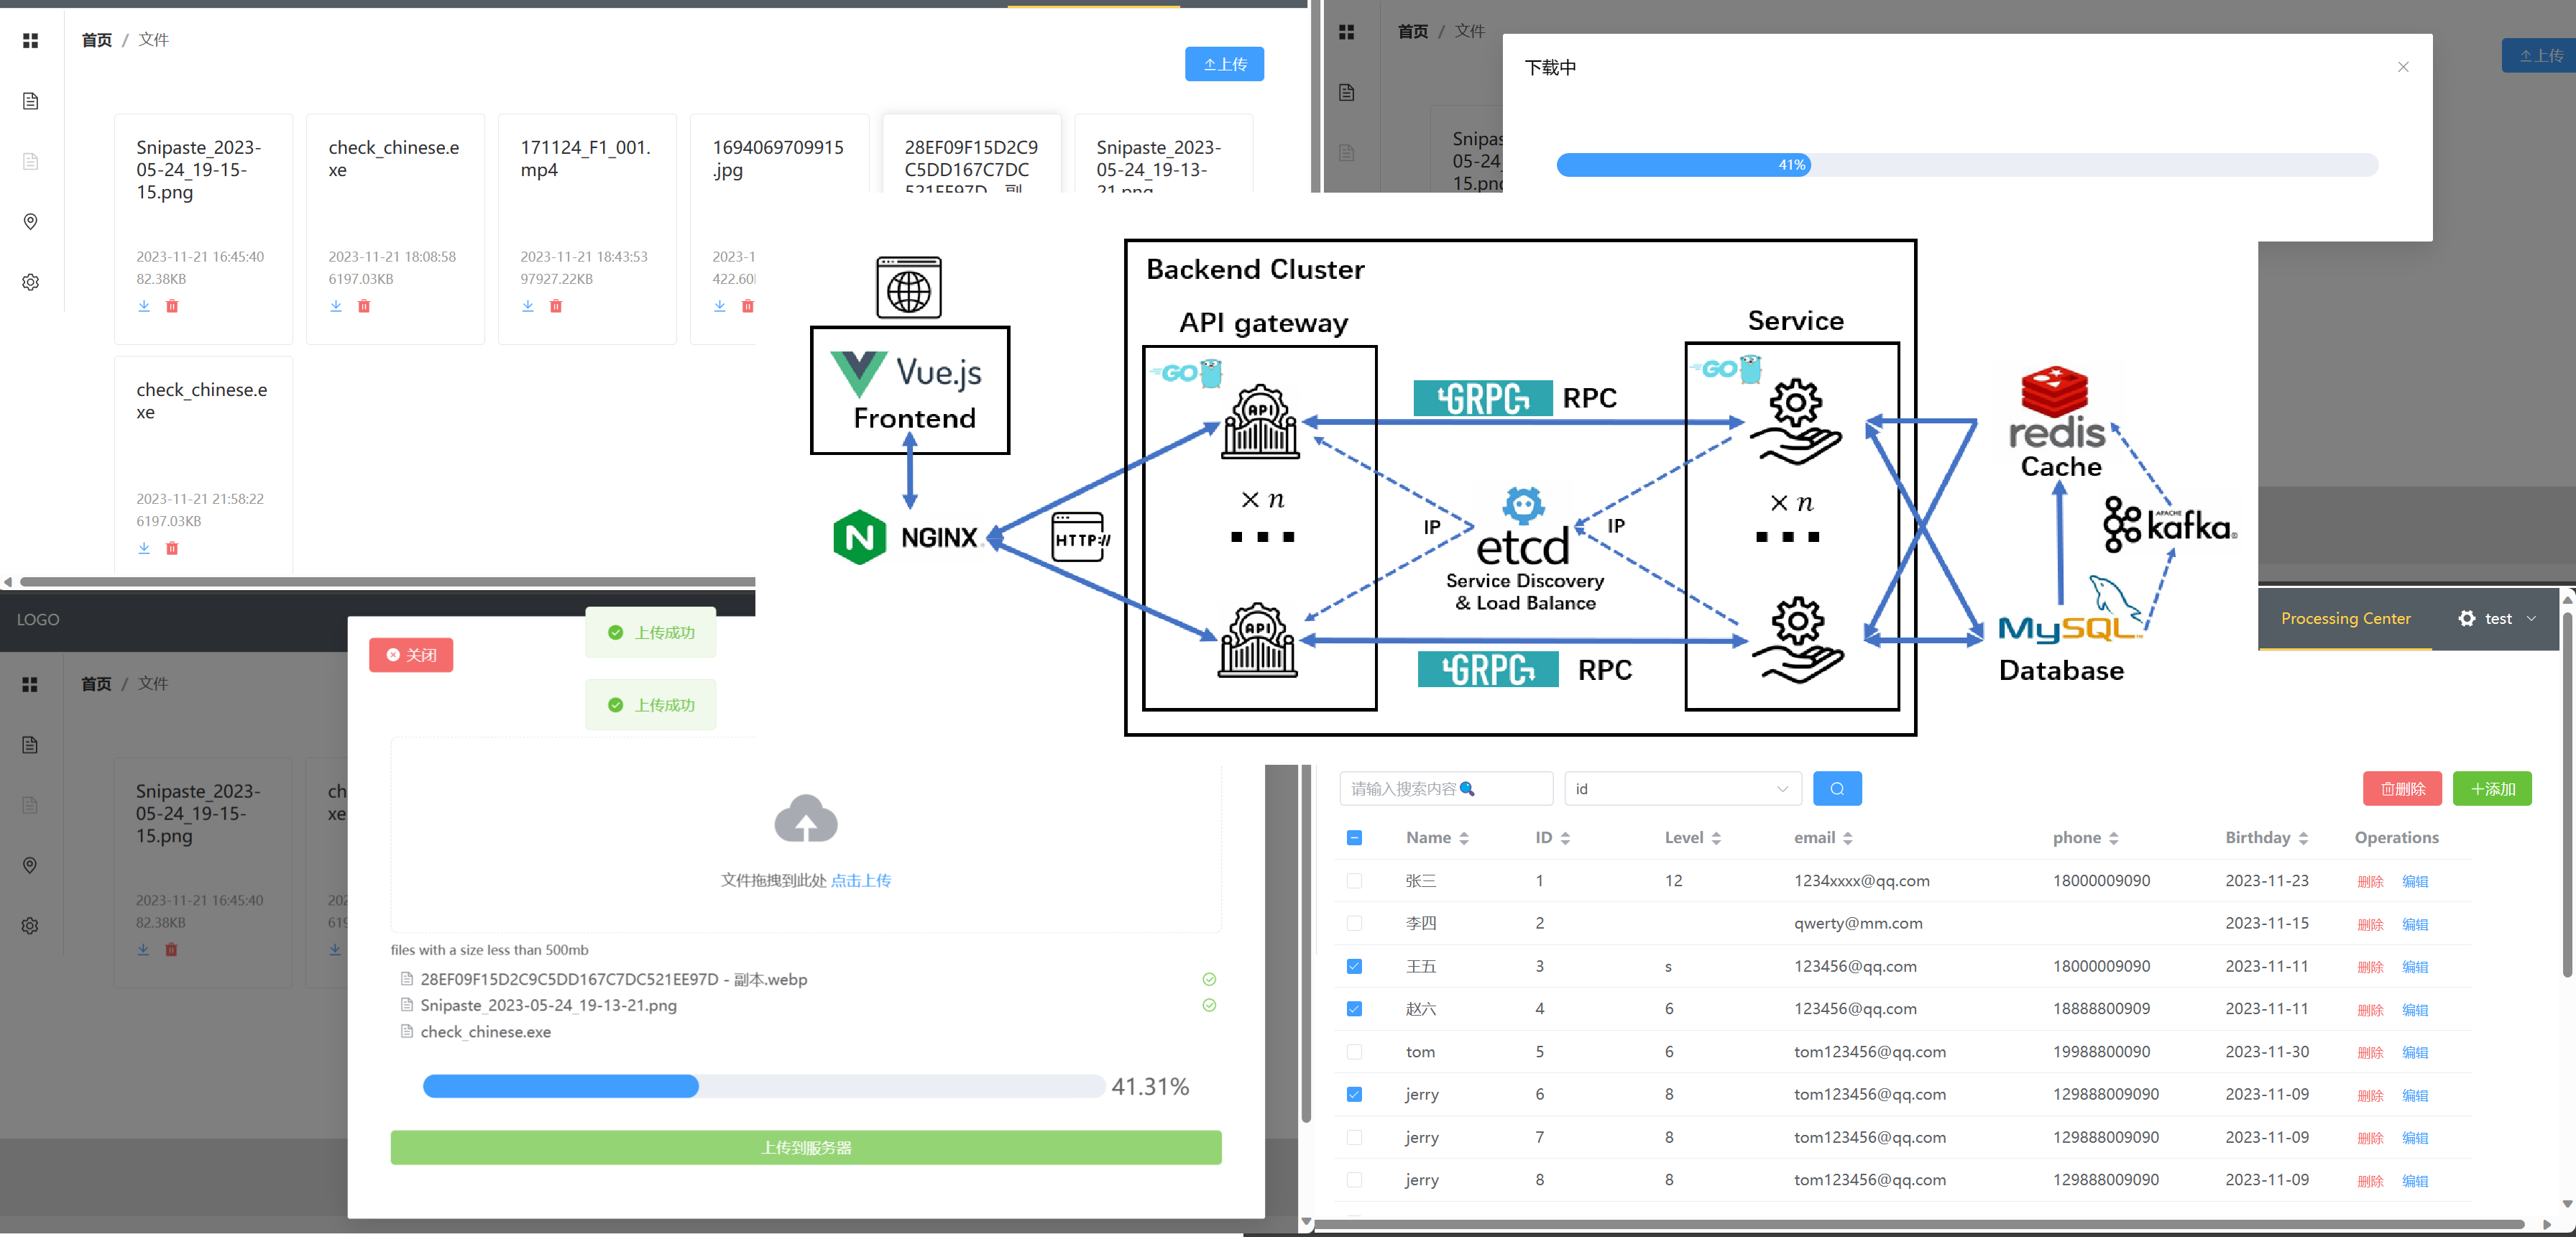 首页 / 文件
上传
Snipaste_2023-
05-24_19-15-
15.png
2023-11-21 16:45:40
82.38KB
check_chinese.e
xe
2023-11-21 18:08:58
6197.03KB
171124_F1_001.
mp4
2023-11-21 18:43:53
97927.22KB
1694069709915
.jpg
2023-1
422.60
28EF09F15D2C9
C5DD167C7DC
521EE97D - 副
Snipaste_2023-
05-24_19-13-
21.png
check_chinese.e
xe
2023-11-21 21:58:22
6197.03KB
首页 / 文件
上传
Snipas
05-24
15.png
下载中
41%
Backend Cluster
API gateway
Service
Vue.js
Frontend
NGINX
HTTP://
GO
API
× n
API
GRPC RPC
IP
IP
etcd
Service Discovery
& Load Balance
GRPC RPC
GO
× n
redis
Cache
APACHE
kafka®
MySQL™
Database
LOGO
首页 / 文件
Snipaste_2023-
05-24_19-15-
15.png
2023-11-21 16:45:40
82.38KB
ch
xe
202
619
关闭
上传成功
上传成功
文件拖拽到此处 点击上传
files with a size less than 500mb
28EF09F15D2C9C5DD167C7DC521EE97D - 副本.webp
Snipaste_2023-05-24_19-13-21.png
check_chinese.exe
41.31%
上传到服务器
Processing Center
test
请输入搜索内容🔍
id
删除
添加
Name ID Level email phone Birthday Operations
张三 1 12 1234xxxx@qq.com 18000009090 2023-11-23 删除 编辑
李四 2 qwerty@mm.com 2023-11-15 删除 编辑
王五 3 s 123456@qq.com 18000009090 2023-11-11 删除 编辑
赵六 4 6 123456@qq.com 18888800909 2023-11-11 删除 编辑
tom 5 6 tom123456@qq.com 19988800090 2023-11-30 删除 编辑
jerry 6 8 tom123456@qq.com 129888009090 2023-11-09 删除 编辑
jerry 7 8 tom123456@qq.com 129888009090 2023-11-09 删除 编辑
jerry 8 8 tom123456@qq.com 129888009090 2023-11-09 删除 编辑